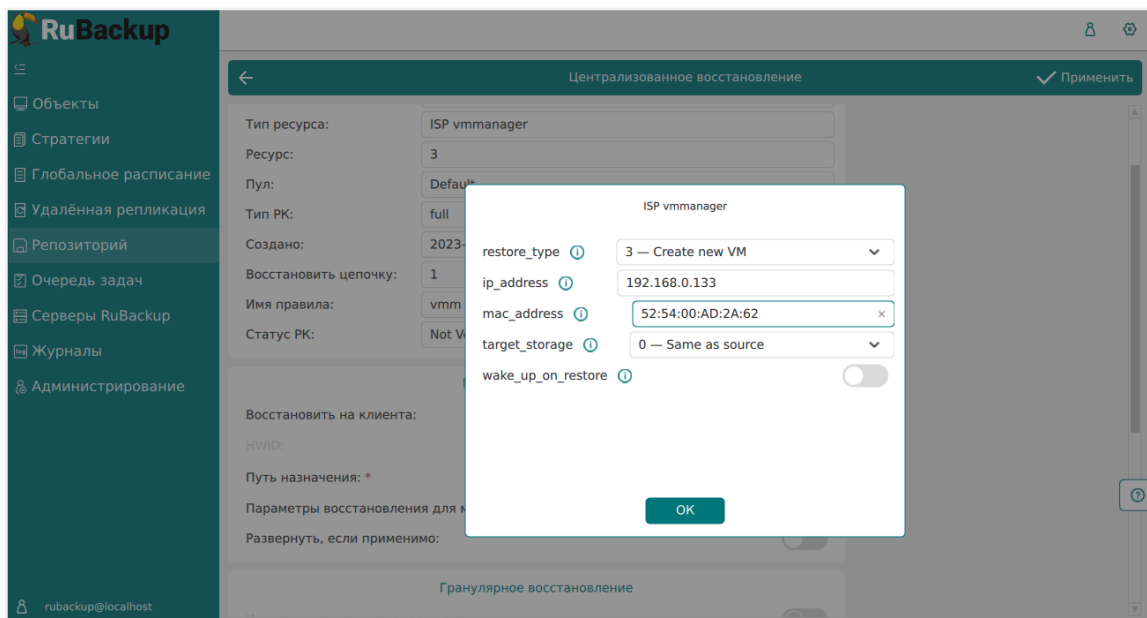 RuBackup
Централизованное восстановление
Применить
Объекты
Стратегии
Глобальное расписание
Удалённая репликация
Репозиторий
Очередь задач
Серверы RuBackup
Журналы
Администрирование
rubackup@localhost
Тип ресурса: ISP vmmanager
Ресурс: 3
Пул: Default
Тип РК: full
Создано: 2023-
Восстановить цепочку: 1
Имя правила: vmm
Статус РК: Not V
Восстановить на клиента:
HWID:
Путь назначения: *
Параметры восстановления для
Развернуть, если применимо:
Гранулярное восстановление
ISP vmmanager
restore_type 3 — Create new VM
ip_address 192.168.0.133
mac_address 52:54:00:AD:2A:62 ×
target_storage 0 — Same as source
wake_up_on_restore
OK